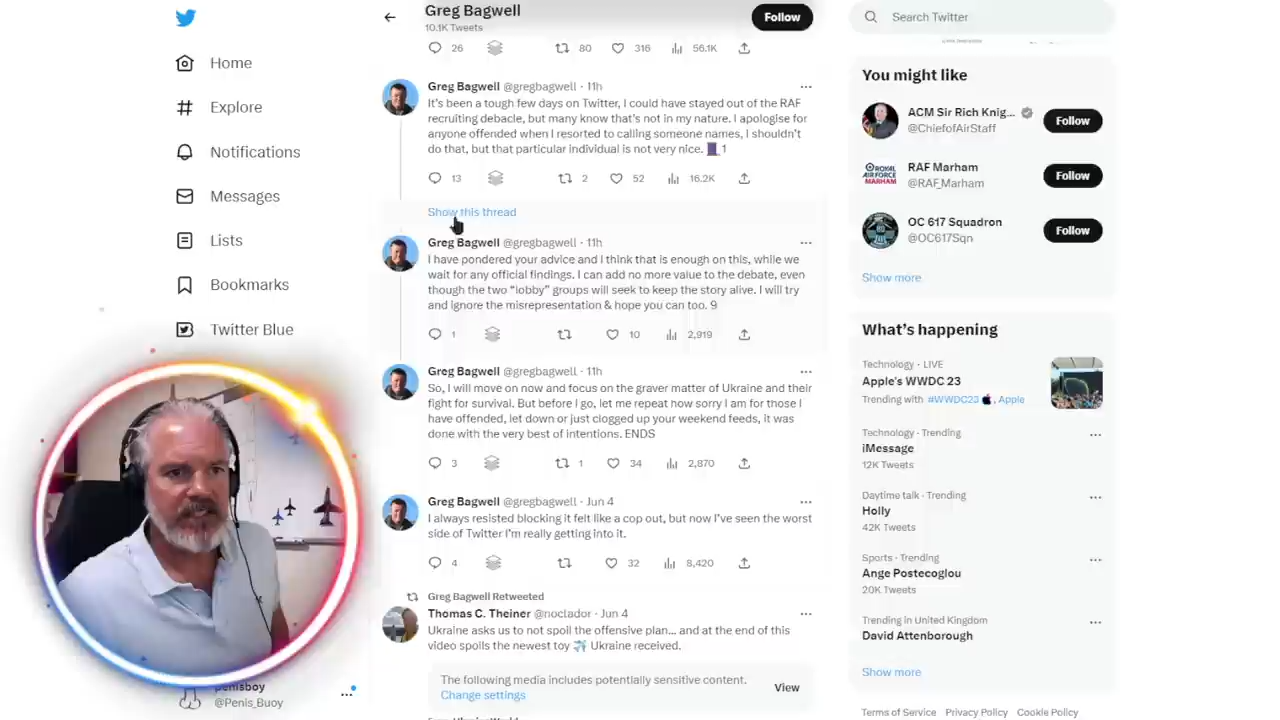 Home
Explore
Notifications
Messages
Lists
Bookmarks
Twitter Blue
penisboy
@Penis_Buoy
Greg Bagwell
10.1K Tweets
Follow
26 80 316 56.1K
Greg Bagwell @gregbagwell · 11h
It's been a tough few days on Twitter, I could have stayed out of the RAF
recruiting debacle, but many know that's not in my nature. I apologise for
anyone offended when I resorted to calling someone names, I shouldn't
do that, but that particular individual is not very nice. 1
13 2 52 16.2K
Show this thread
Greg Bagwell @gregbagwell · 11h
I have pondered your advice and I think that is enough on this, while we
wait for any official findings. I can add no more value to the debate, even
though the two “lobby” groups will seek to keep the story alive. I will try
and ignore the misrepresentation & hope you can too. 9
1 10 2,919
Greg Bagwell @gregbagwell · 11h
So, I will move on now and focus on the graver matter of Ukraine and their
fight for survival. But before I go, let me repeat how sorry I am for those I
have offended, let down or just clogged up your weekend feeds, it was
done with the very best of intentions. ENDS
3 1 34 2,870
Greg Bagwell @gregbagwell · Jun 4
I always resisted blocking it felt like a cop out, but now I've seen the worst
side of Twitter I'm really getting into it.
4 32 8,420
Greg Bagwell Retweeted
Thomas C. Theiner @noclador · Jun 4
Ukraine asks us to not spoil the offensive plan... and at the end of this
video spoils the newest toy ✈️ Ukraine received.
The following media includes potentially sensitive content.
Change settings
View
Search Twitter
You might like
ACM Sir Rich Knig...
@ChiefofAirStaff
Follow
RAF Marham
@RAF_Marham
Follow
OC 617 Squadron
@OC617Sqn
Follow
Show more
What's happening
Technology · LIVE
Apple's WWDC 23
Trending with #WWDC23, Apple
Technology · Trending
iMessage
12K Tweets
Daytime talk · Trending
Holly
42K Tweets
Sports · Trending
Ange Postecoglou
20K Tweets
Trending in United Kingdom
David Attenborough
Show more
Terms of Service Privacy Policy Cookie Policy